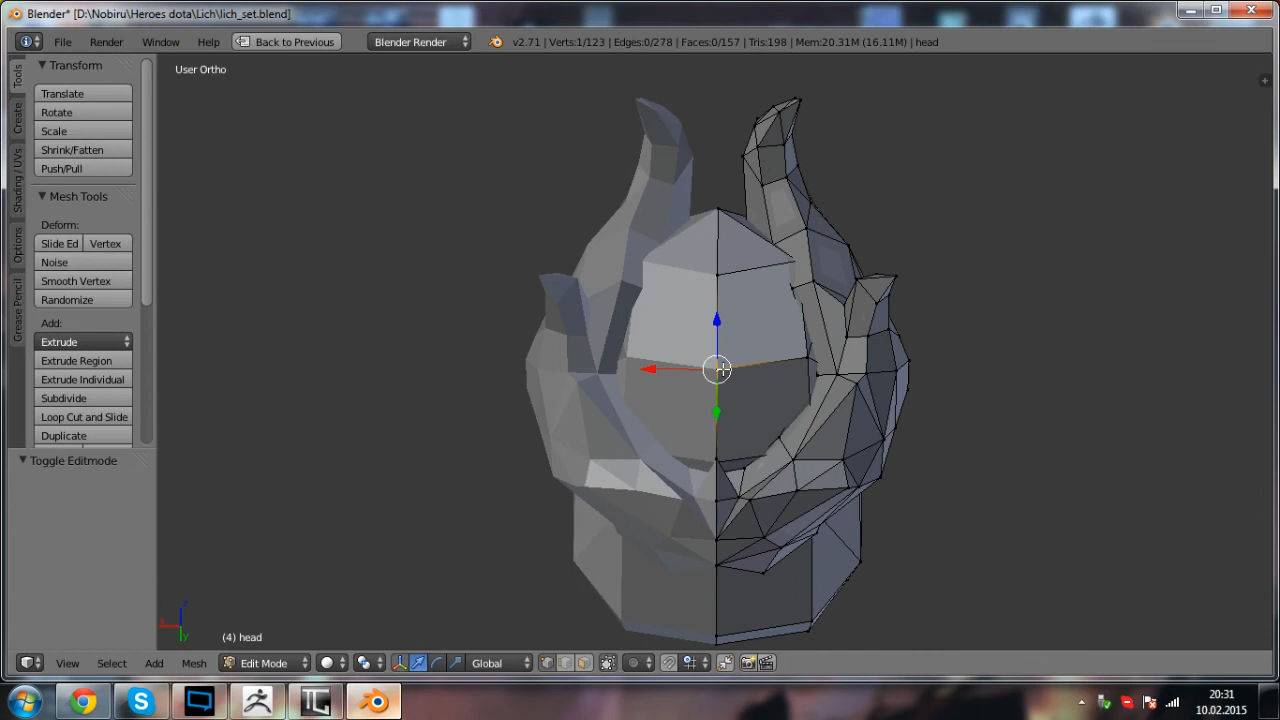 Blender* [D:\Nobiru\Heroes dota\Lich\lich_set.blend]
File Render Window Help Back to Previous Blender Render v2.71 | Verts:1/123 | Edges:0/278 | Faces:0/157 | Tris:198 | Mem:20.31M (16.11M) | head
Tools
Create
Shading / UVs
Options
Grease Pencil
Transform
Translate
Rotate
Scale
Shrink/Fatten
Push/Pull
Mesh Tools
Deform:
Slide Ed Vertex
Noise
Smooth Vertex
Randomize
Add:
Extrude
Extrude Region
Extrude Individual
Subdivide
Loop Cut and Slide
Duplicate
Toggle Editmode
User Ortho
z
x
y
(4) head
View Select Add Mesh Edit Mode Global
20:31
10.02.2015